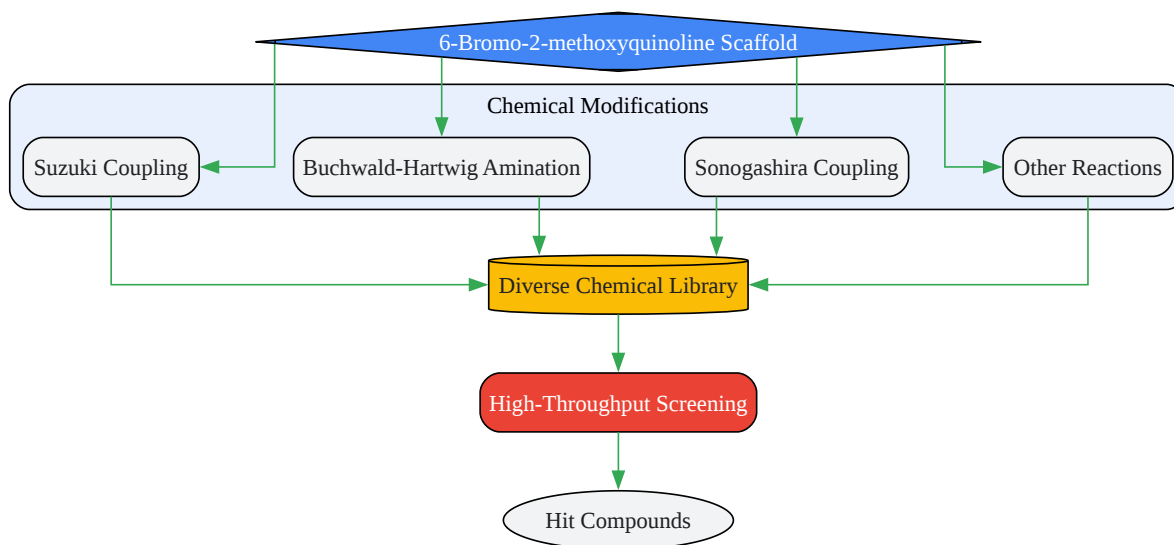 6-Bromo-2-methoxyquinoline Scaffold
Chemical Modifications
Suzuki Coupling
Buchwald-Hartwig Amination
Sonogashira Coupling
Other Reactions
Diverse Chemical Library
High-Throughput Screening
Hit Compounds